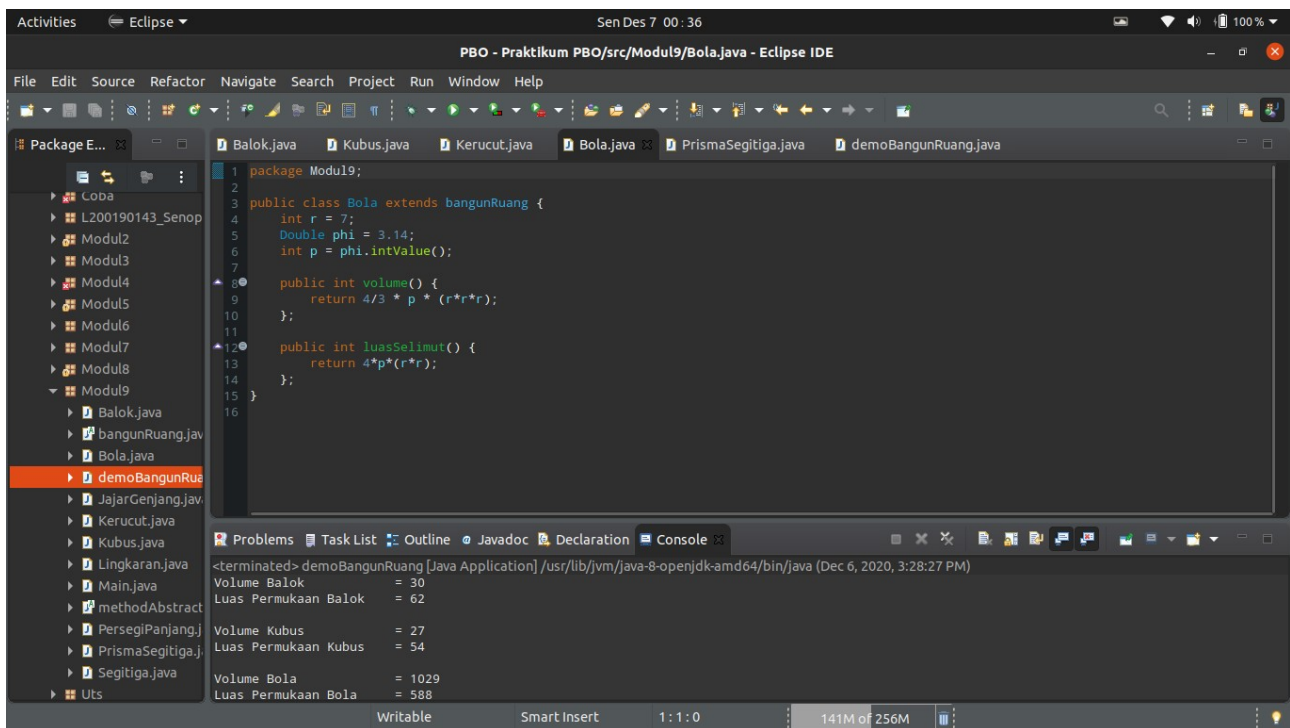 Activities Eclipse Sen Des 7 00:36 100%
PBO - Praktikum PBO/src/Modul9/Bola.java - Eclipse IDE
File Edit Source Refactor Navigate Search Project Run Window Help
Package E...
Coba
L200190143_Senop
Modul2
Modul3
Modul4
Modul5
Modul6
Modul7
Modul8
Modul9
Balok.java
bangunRuang.jav
Bola.java
demoBangunRua
JajarGenjang.jav
Kerucut.java
Kubus.java
Lingkaran.java
Main.java
methodAbstract
PersegiPanjang.j
PrismaSegitiga.j
Segitiga.java
Uts
Balok.java Kubus.java Kerucut.java Bola.java PrismaSegitiga.java demoBangunRuang.java
1 package Modul9;
2
3 public class Bola extends bangunRuang {
4 int r = 7;
5 Double phi = 3.14;
6 int p = phi.intValue();
7
8 public int volume() {
9 return 4/3 * p * (r*r*r);
10 };
11
12 public int luasSelimut() {
13 return 4*p*(r*r);
14 };
15 }
16
Problems Task List Outline Javadoc Declaration Console
<terminated> demoBangunRuang [Java Application] /usr/lib/jvm/java-8-openjdk-amd64/bin/java (Dec 6, 2020, 3:28:27 PM)
Volume Balok = 30
Luas Permukaan Balok = 62
Volume Kubus = 27
Luas Permukaan Kubus = 54
Volume Bola = 1029
Luas Permukaan Bola = 588
Writable Smart Insert 1:1:0 141M of 256M